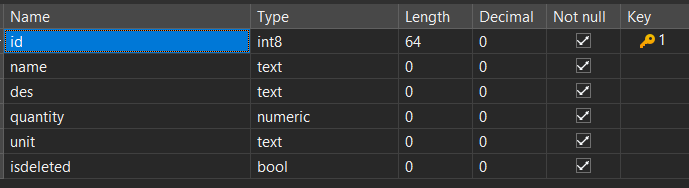 Name Type Length Decimal Not null Key
id int8 64 0 1
name text 0 0
des text 0 0
quantity numeric 0 0
unit text 0 0
isdeleted bool 0 0